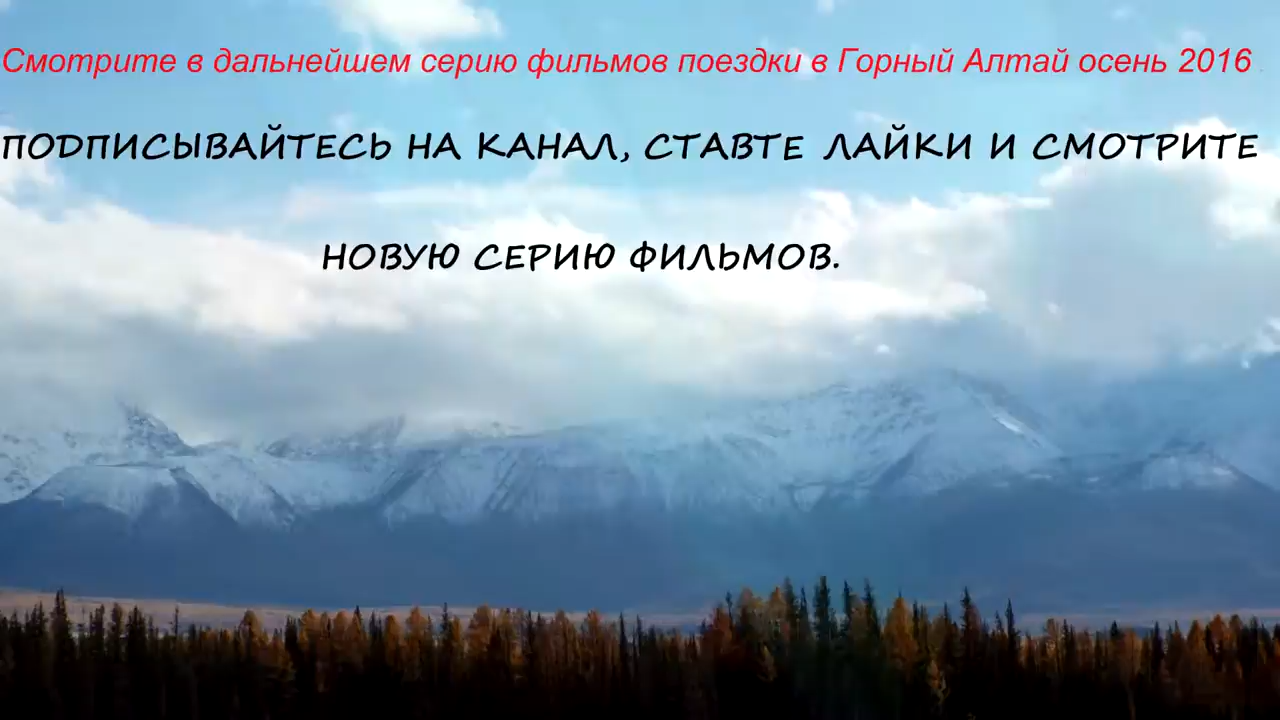 Смотрите в дальнейшем серию фильмов поездки в Горный Алтай осень 2016 .
ПОДПИСЫВАЙТЕСЬ НА КАНАЛ, СТАВТЕ ЛАЙКИ И СМОТРИТЕ
НОВУЮ СЕРИЮ ФИЛЬМОВ.